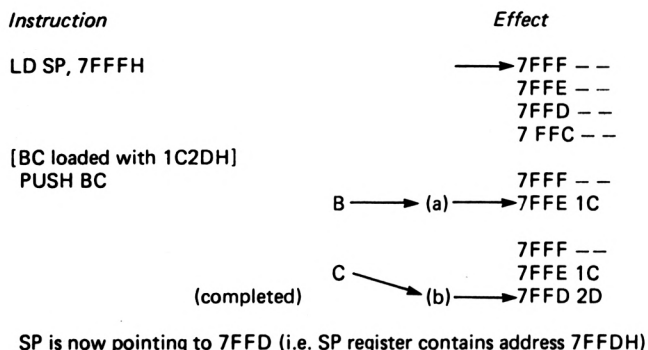 Instruction Effect
LD SP, 7FFFH 7FFF – –
7FFE – –
7FFD – –
7 FFC – –
[BC loaded with 1C2DH]
PUSH BC 7FFF – –
B (a) 7FFE 1C
7FFF – –
C 7FFE 1C
(completed) (b) 7FFD 2D
SP is now pointing to 7FFD (i.e. SP register contains address 7FFDH)